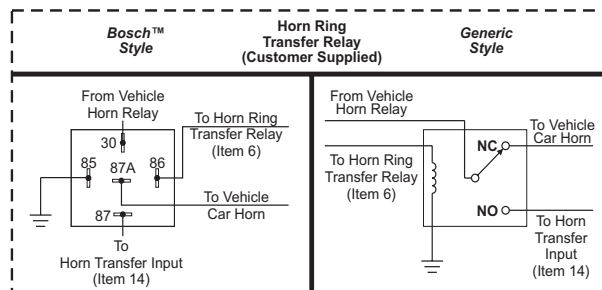 Bosch™
Style
Horn Ring
Transfer Relay
(Customer Supplied)
Generic
Style
From Vehicle
Horn Relay
30
85
87A
86
87
To Horn Ring
Transfer Relay
(Item 6)
To Vehicle
Car Horn
To
Horn Transfer Input
(Item 14)
From Vehicle
Horn Relay
To Horn Ring
Transfer Relay
(Item 6)
NC
NO
To Vehicle
Car Horn
To Horn
Transfer
Input
(Item 14)